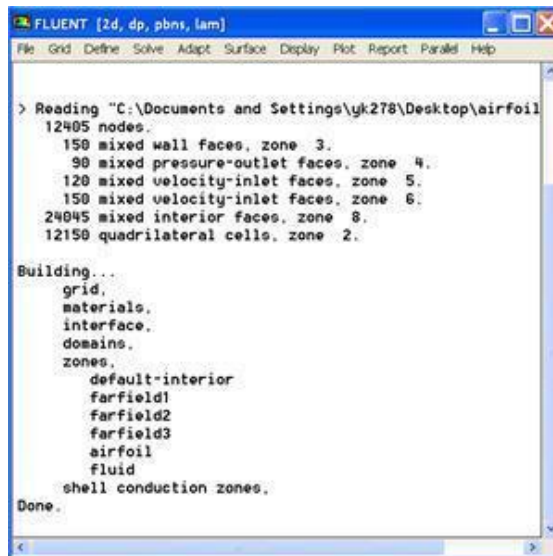 FLUENT [2d, dp, pbns, lam]
File Grid Define Solve Adapt Surface Display Plot Report Parallel Help
> Reading "C:\Documents and Settings\yk278\Desktop\airfoil
12405 nodes.
150 mixed wall faces, zone 3.
90 mixed pressure-outlet faces, zone 4.
120 mixed velocity-inlet faces, zone 5.
150 mixed velocity-inlet faces, zone 6.
24045 mixed interior faces, zone 8.
12150 quadrilateral cells, zone 2.
Building...
grid,
materials,
interface,
domains,
zones,
default-interior
farfield1
farfield2
farfield3
airfoil
fluid
shell conduction zones,
Done.